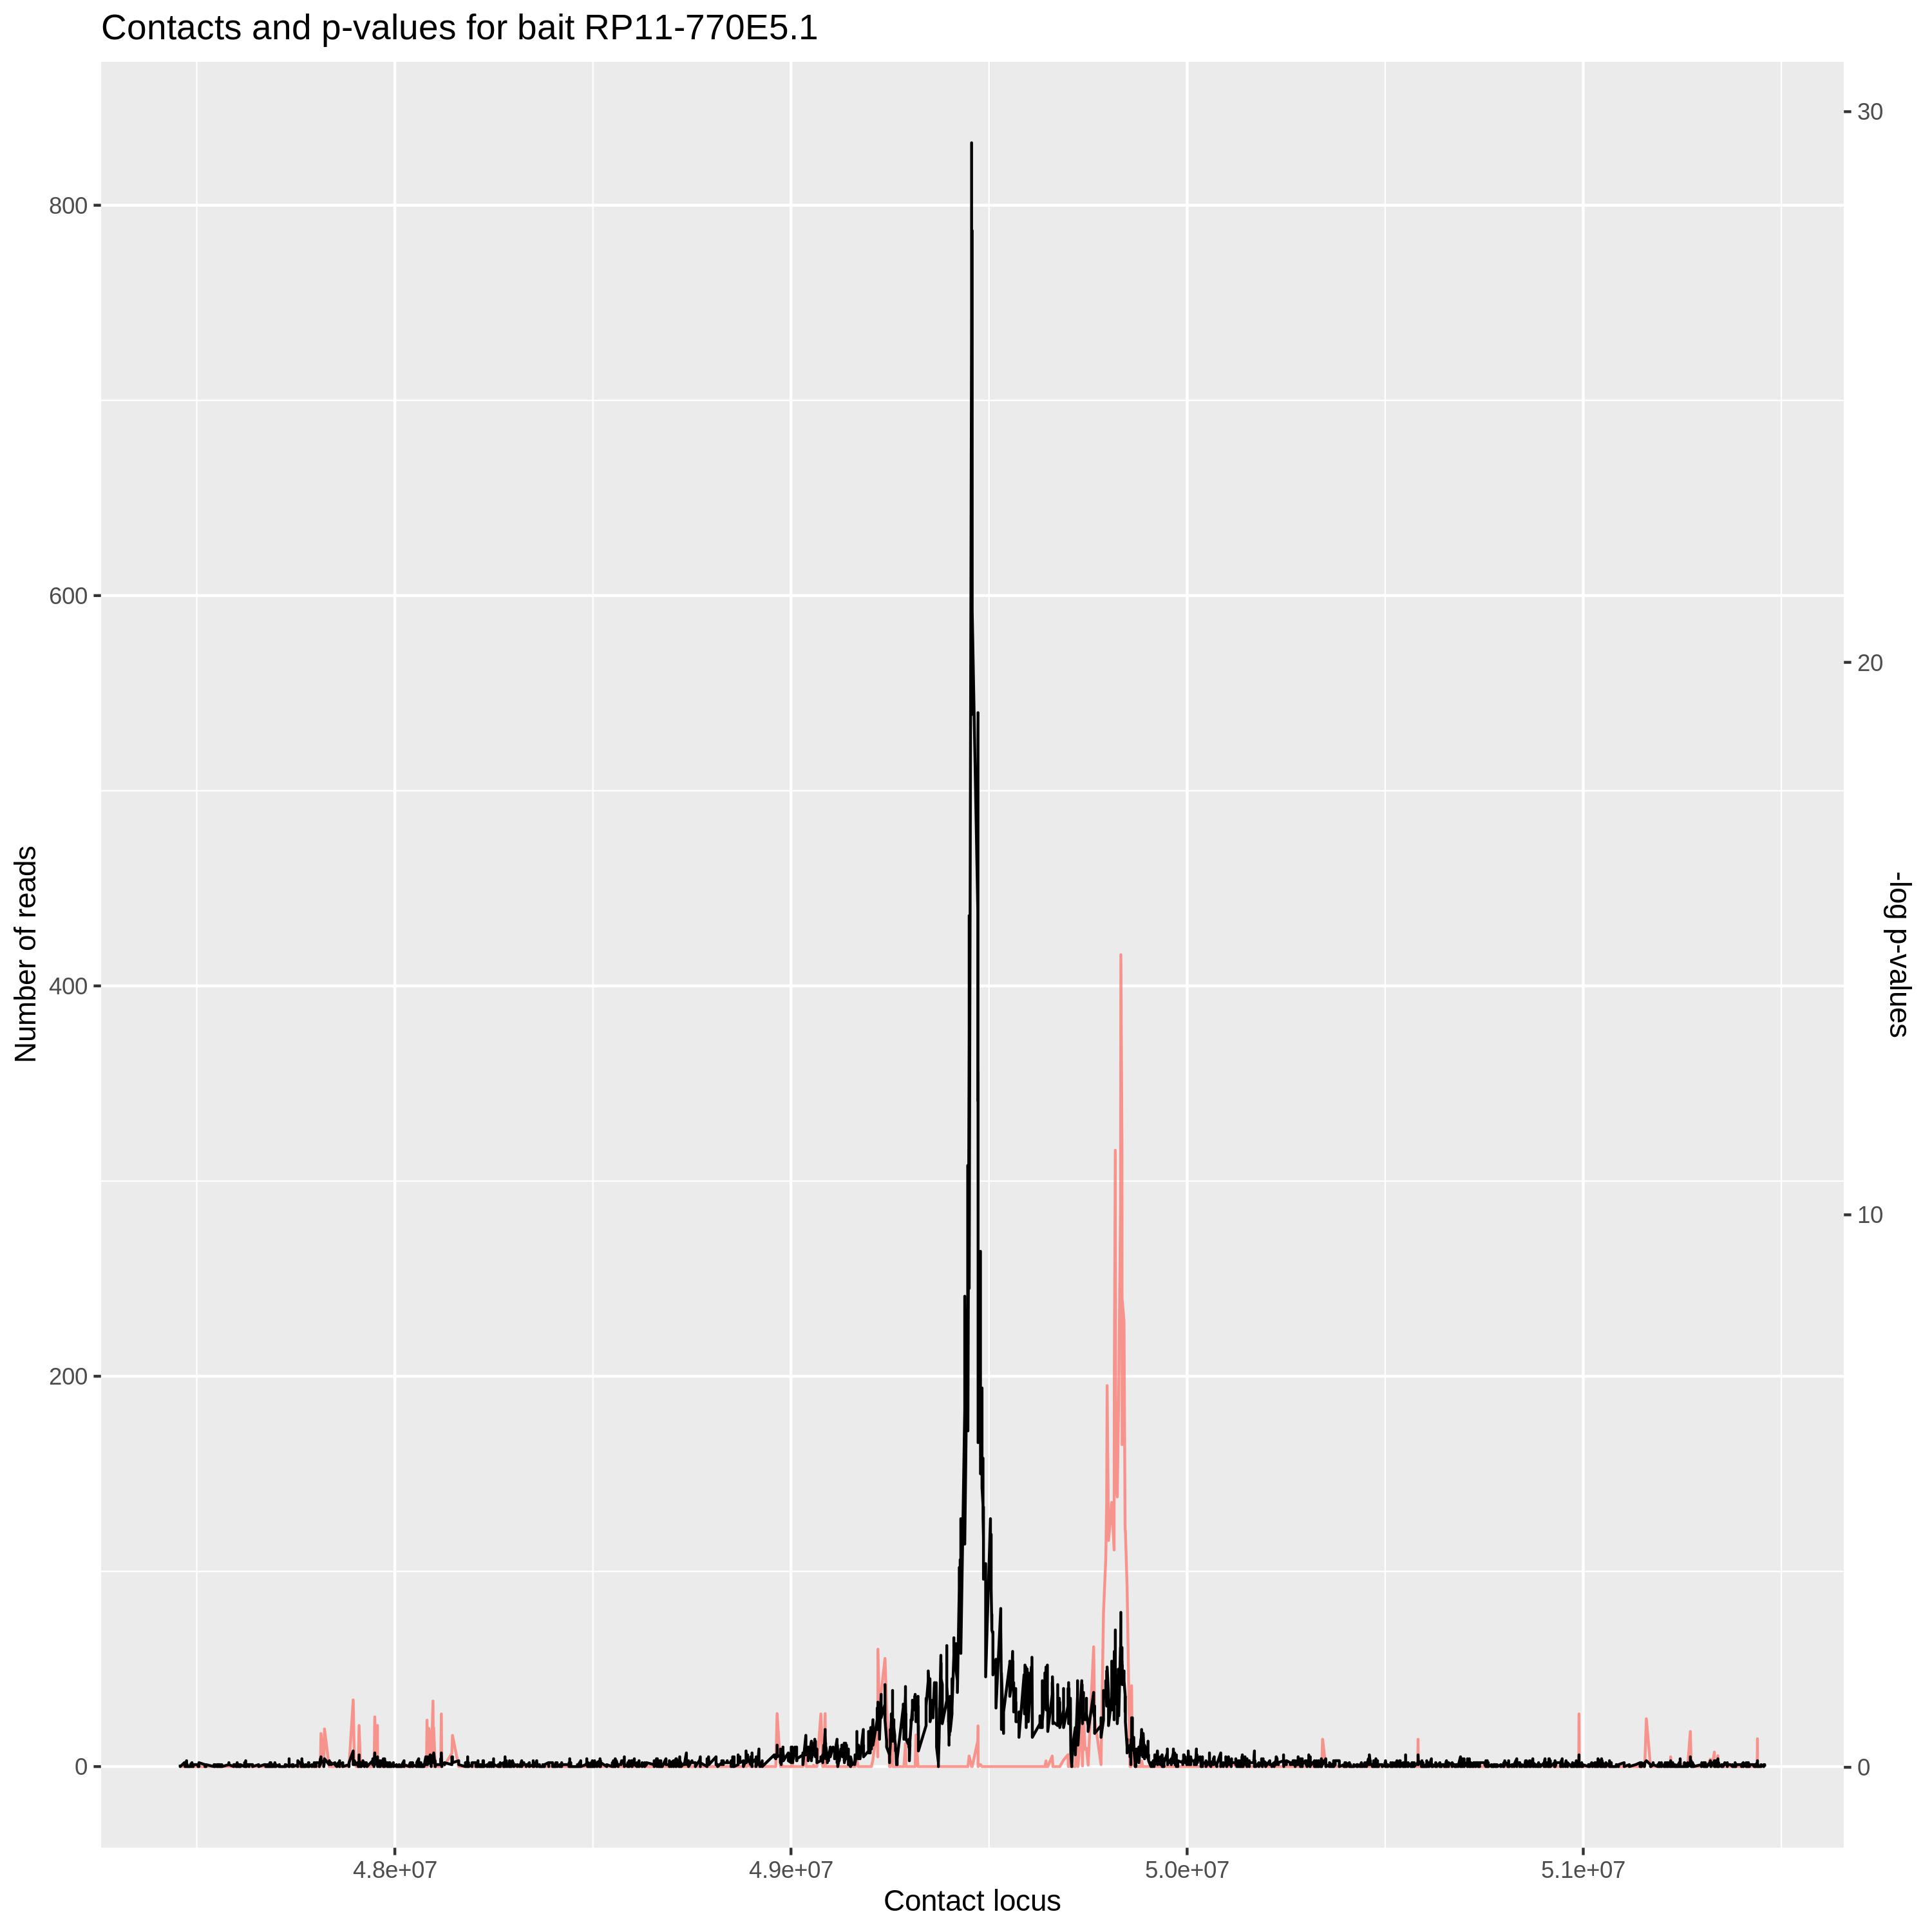 Contacts and p-values for bait RP11-770E5.1
800
600
400
200
0
Number of reads
30
20
10
0
-log p-values
4.8e+07
4.9e+07
5.0e+07
5.1e+07
Contact locus